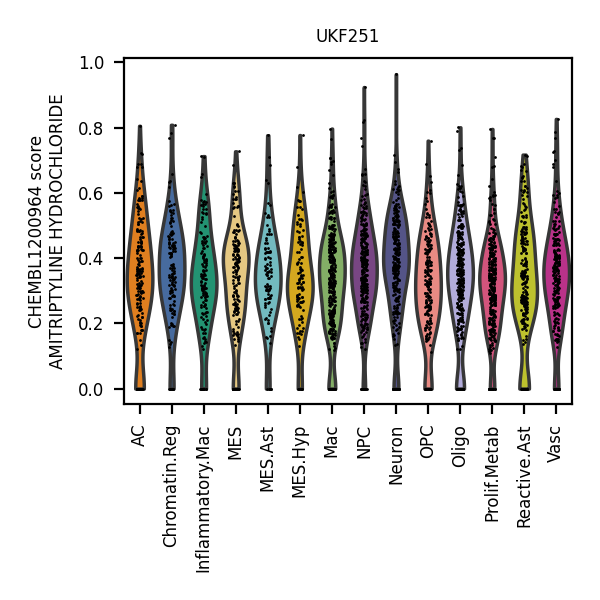 UKF251
CHEMBL1200964 score
AMITRIPTYLINE HYDROCHLORIDE
1.0
0.8
0.6
0.4
0.2
0.0
AC
Chromatin.Reg
Inflammatory.Mac
MES
MES.Ast
MES.Hyp
Mac
NPC
Neuron
OPC
Oligo
Prolif.Metab
Reactive.Ast
Vasc